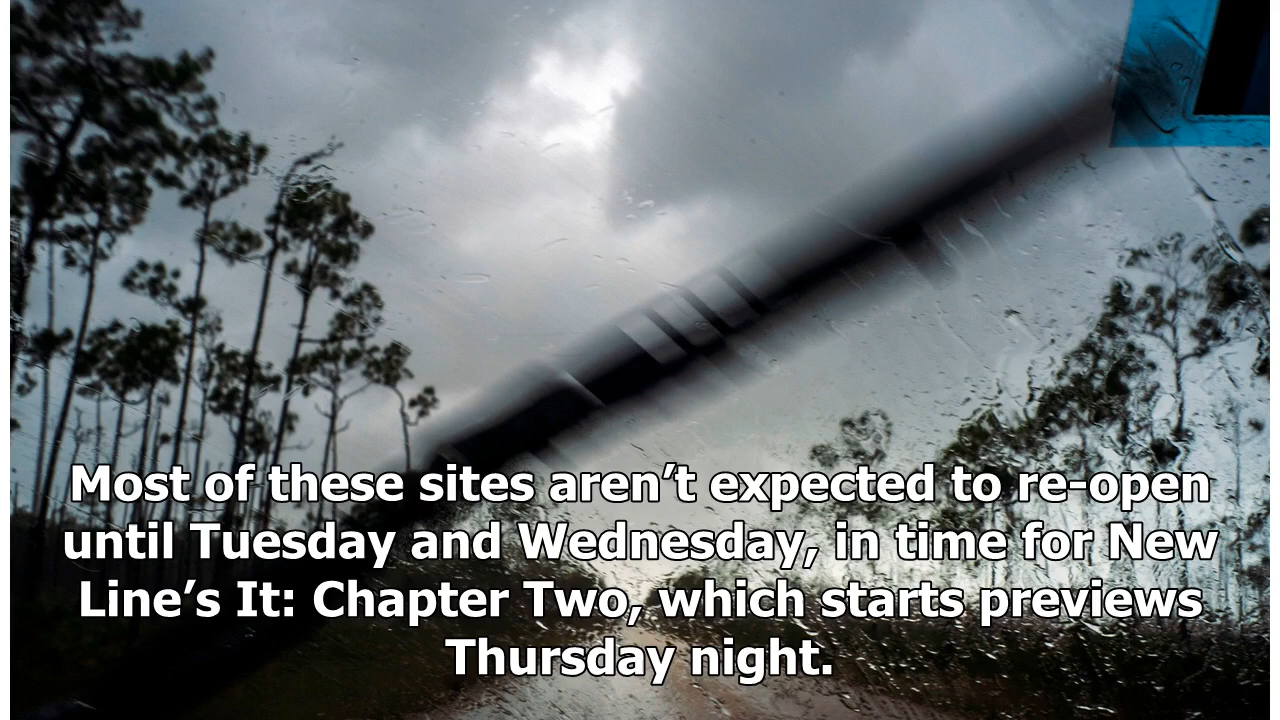 Most of these sites aren’t expected to re-open
until Tuesday and Wednesday, in time for New
Line’s It: Chapter Two, which starts previews
Thursday night.